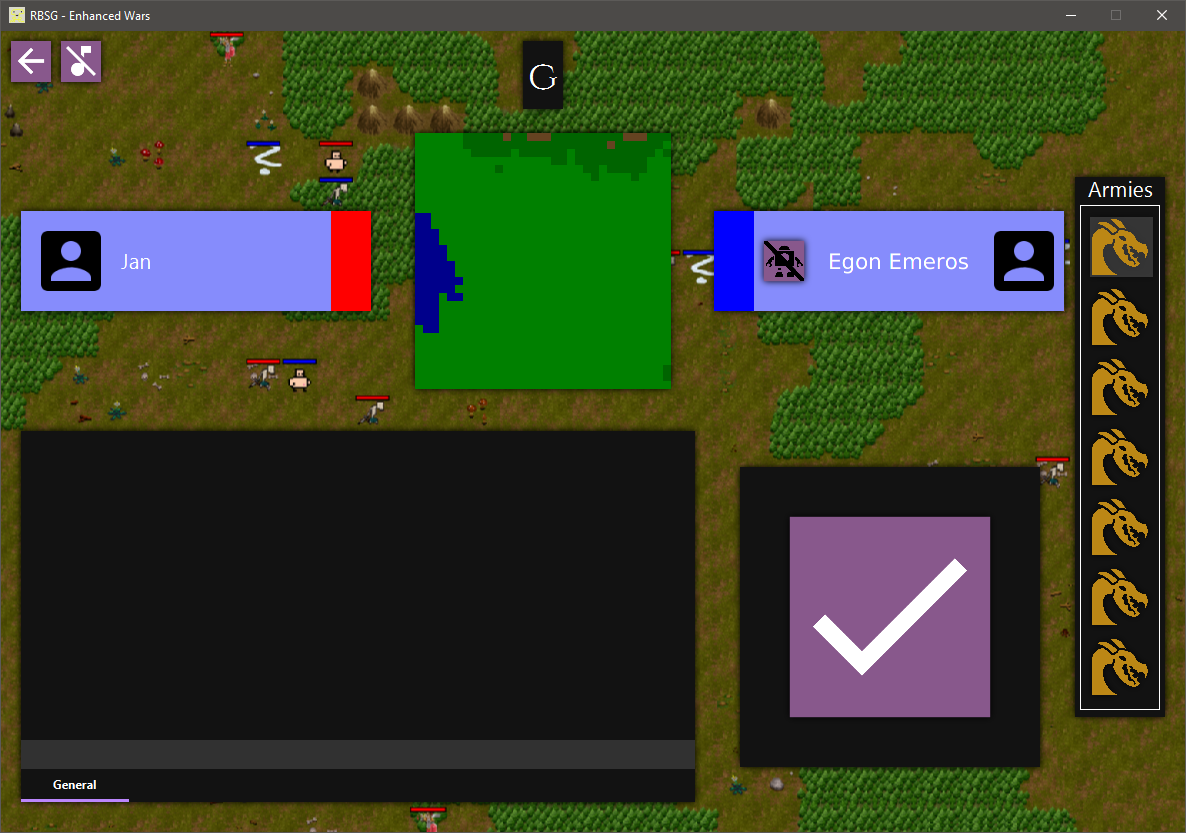 RBSG - Enhanced Wars
G
Armies
Jan
Egon Emeros
General